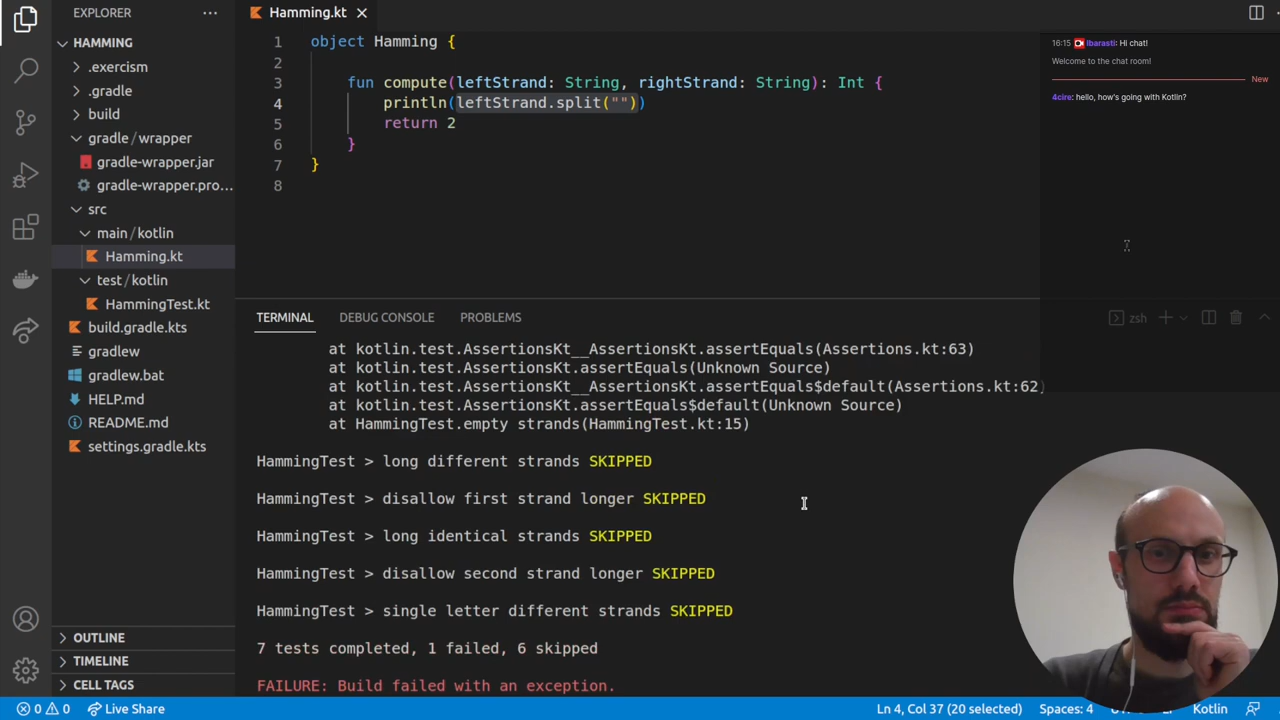 EXPLORER
HAMMING
.exercism
.gradle
build
gradle / wrapper
gradle-wrapper.jar
gradle-wrapper.pro...
src
main / kotlin
Hamming.kt
test / kotlin
HammingTest.kt
build.gradle.kts
gradlew
gradlew.bat
HELP.md
README.md
settings.gradle.kts
OUTLINE
TIMELINE
CELL TAGS
Hamming.kt
1 object Hamming {
2
3 fun compute(leftStrand: String, rightStrand: String): Int {
4 println(leftStrand.split(""))
5 return 2
6 }
7 }
8
16:15 lbarasti: Hi chat!
Welcome to the chat room!
New
4cire: hello, how's going with Kotlin?
TERMINAL
DEBUG CONSOLE
PROBLEMS
zsh
at kotlin.test.AssertionsKt__AssertionsKt.assertEquals(Assertions.kt:63)
at kotlin.test.AssertionsKt.assertEquals(Unknown Source)
at kotlin.test.AssertionsKt__AssertionsKt.assertEquals$default(Assertions.kt:62)
at kotlin.test.AssertionsKt.assertEquals$default(Unknown Source)
at HammingTest.empty strands(HammingTest.kt:15)
HammingTest > long different strands SKIPPED
HammingTest > disallow first strand longer SKIPPED
HammingTest > long identical strands SKIPPED
HammingTest > disallow second strand longer SKIPPED
HammingTest > single letter different strands SKIPPED
7 tests completed, 1 failed, 6 skipped
FAILURE: Build failed with an exception.
0 0 Live Share
Ln 4, Col 37 (20 selected)
Spaces: 4
Kotlin